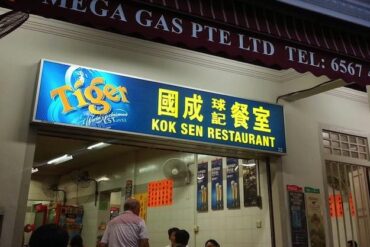 MEGA GAS PTE LTD TEL: 6567
Tiger
國成球記餐室
KOK SEN RESTAURANT